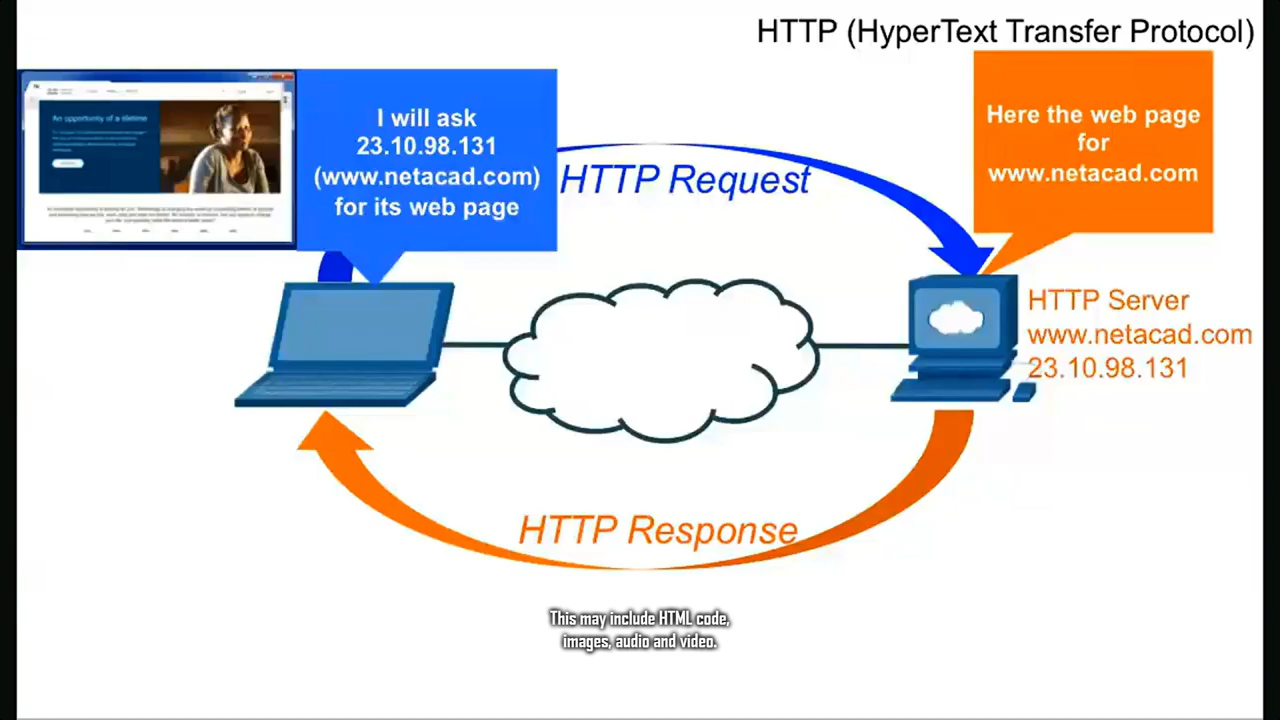 HTTP (HyperText Transfer Protocol)
An opportunity of a lifetime
I will ask
23.10.98.131
(www.netacad.com)
for its web page
HTTP Request
Here the web page
for
www.netacad.com
HTTP Server
www.netacad.com
23.10.98.131
HTTP Response
This may include HTML code,
images, audio and video.